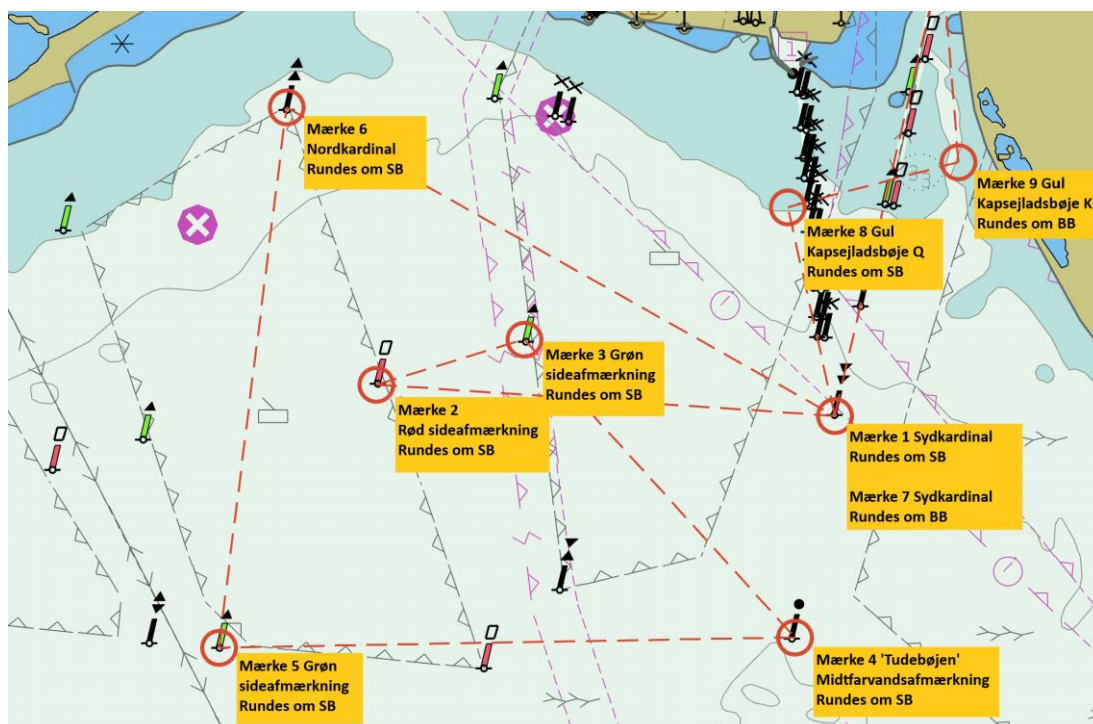 1
Mærke 6
Nordkardinal
Rundes om SB
33
Mærke 9 Gul
Kapsejladsbøje K
Rundes om BB
Mærke 8 Gul
Kapsejladsbøje Q
Rundes om SB
Mærke 3 Grøn
sideafmærkning
Rundes om SB
Mærke 2
Rød sideafmærkning
Rundes om SB
Mærke 1 Sydkardinal
Rundes om SB
Mærke 7 Sydkardinal
Rundes om BB
Mærke 5 Grøn
sideafmærkning
Rundes om SB
Mærke 4 'Tudebøjen'
Midtfarvandsafmærkning
Rundes om SB